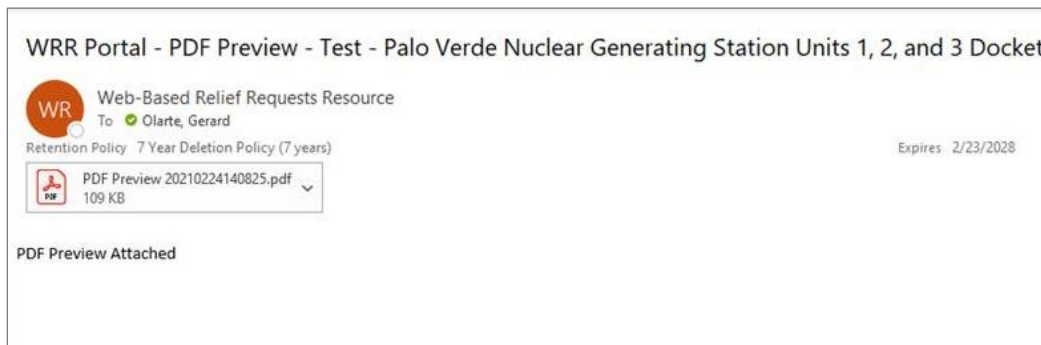 WRR Portal - PDF Preview - Test - Palo Verde Nuclear Generating Station Units 1, 2, and 3 Docket
WR
Web-Based Relief Requests Resource
To Olarte, Gerard
Retention Policy 7 Year Deletion Policy (7 years)
Expires 2/23/2028
PDF
PDF Preview 20210224140825.pdf
109 KB
PDF Preview Attached